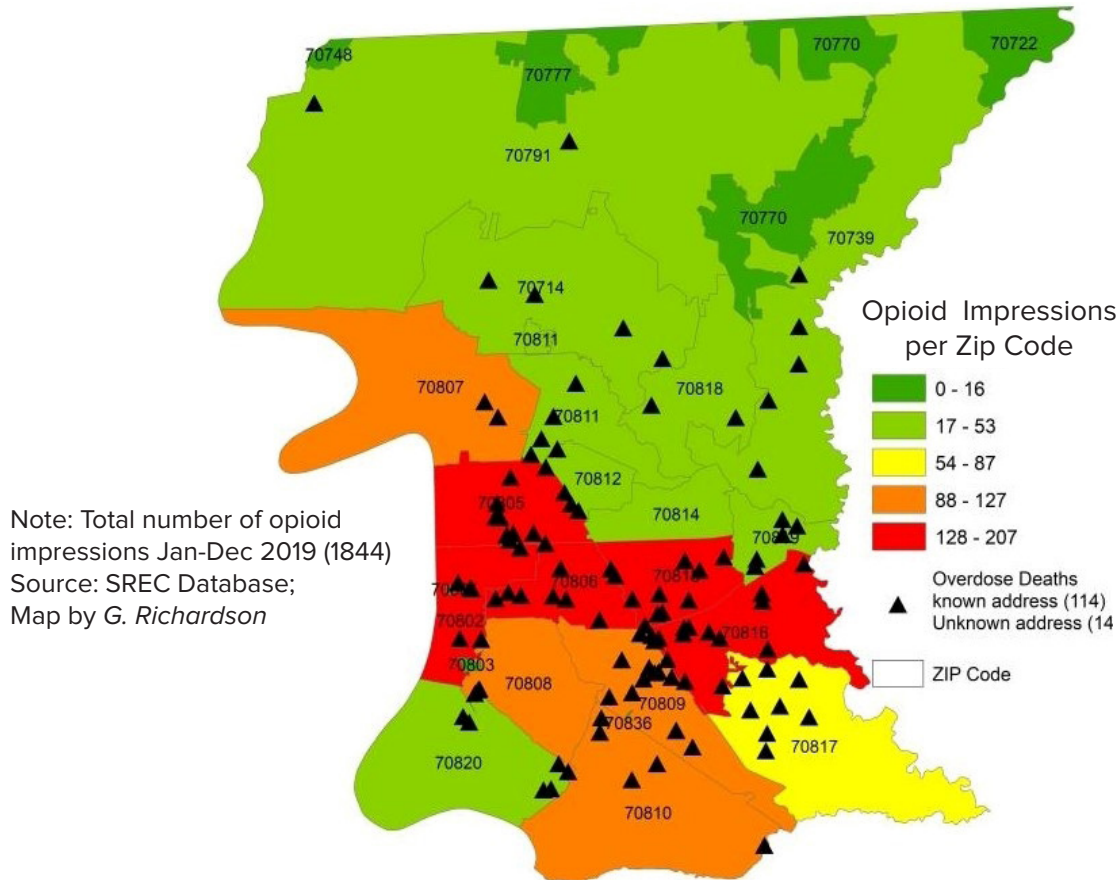 70748
70777
70770
70722
70791
70770
70739
70714
70811
70807
70818
70811
70812
70805
70814
70806
70802
70816
70803
70808
70809
70836
70817
70820
70810
Opioid Impressions
per Zip Code
0 - 16
17 - 53
54 - 87
88 - 127
128 - 207
Overdose Deaths
known address (114)
Unknown address (14
ZIP Code
Note: Total number of opioid
impressions Jan-Dec 2019 (1844)
Source: SREC Database;
Map by G. Richardson